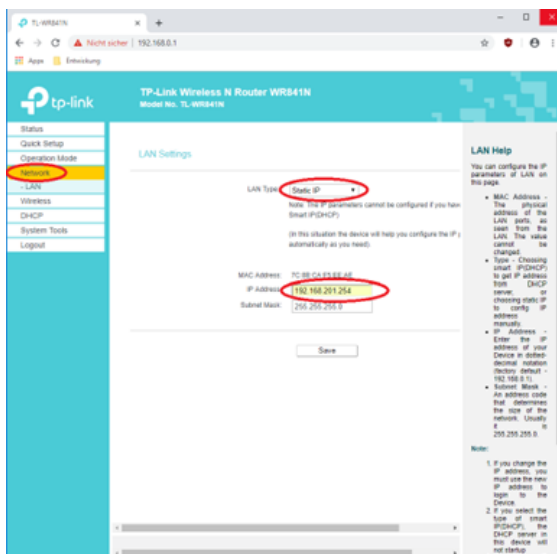 TL-WR841N
Nicht sicher | 192.168.0.1
Apps Entwicklung
tp-link
TP-Link Wireless N Router WR841N
Model No. TL-WR841N
Status
Quick Setup
Operation Mode
Network
- LAN
Wireless
DHCP
System Tools
Logout
LAN Settings
LAN Type: Static IP
Note: The IP parameters cannot be configured if you have
Smart IP(DHCP)
(In this situation the device will help you configure the IP
automatically as you need).
MAC Address:
IP Address: 192.168.201.254
Subnet Mask: 255.255.255.0
Save
LAN Help
You can configure the IP
parameters of LAN on
this page.
MAC Address -
The physical
address of the
LAN ports, as
seen from the
LAN. The value
cannot be
changed.
Type - Choosing
smart IP(DHCP)
to get IP address
from DHCP
server, or
choosing static IP
to config IP
address
manually.
IP Address -
Enter the IP
address of your
Device in dotted-
decimal notation
(factory default -
192.168.0.1).
Subnet Mask -
An address code
that determines
the size of the
network. Usually
it is
255.255.255.0.
Note:
1. If you change the
IP address, you
must use the new
IP address to
login to the
Device.
2. If you select the
type of smart
IP(DHCP), the
DHCP server in
this device will
not startup